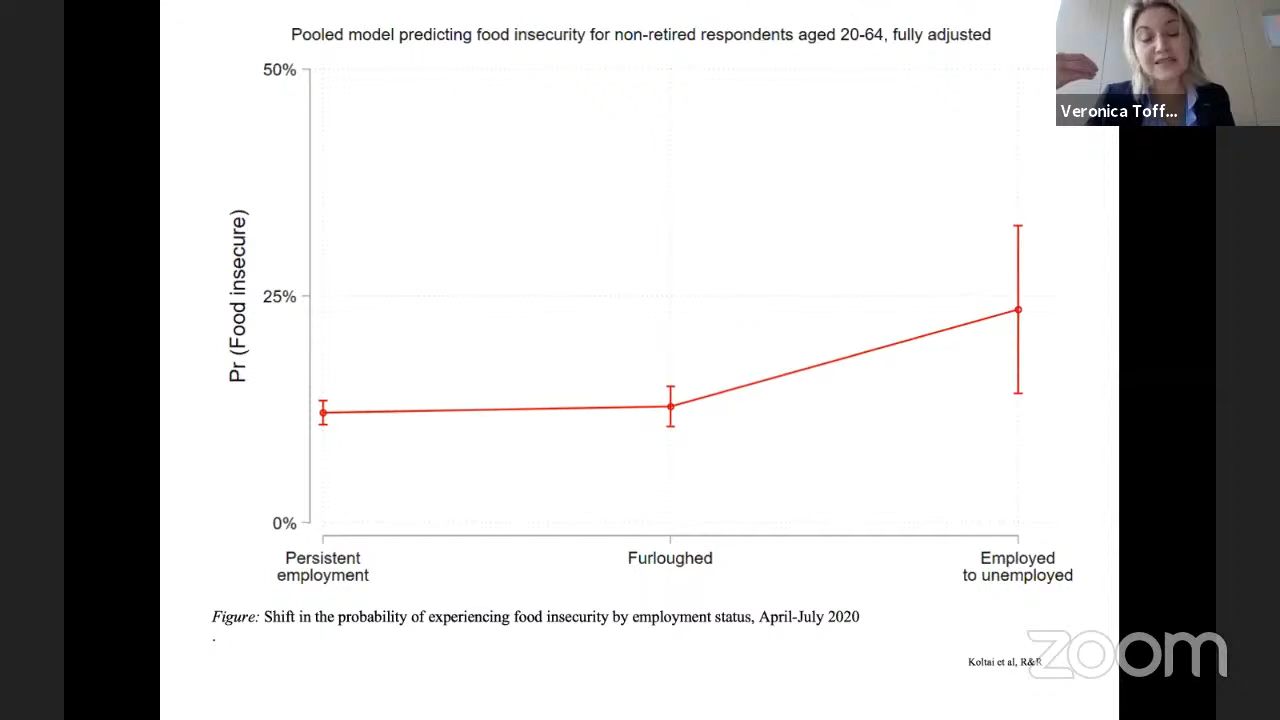 Pooled model predicting food insecurity for non-retired respondents aged 20-64, fully adjusted
Veronica Toff...
50%
25%
0%
Pr (Food insecure)
Persistent
employment
Furloughed
Employed
to unemployed
Figure: Shift in the probability of experiencing food insecurity by employment status, April-July 2020
.
Koltai et al, R&R
zoom